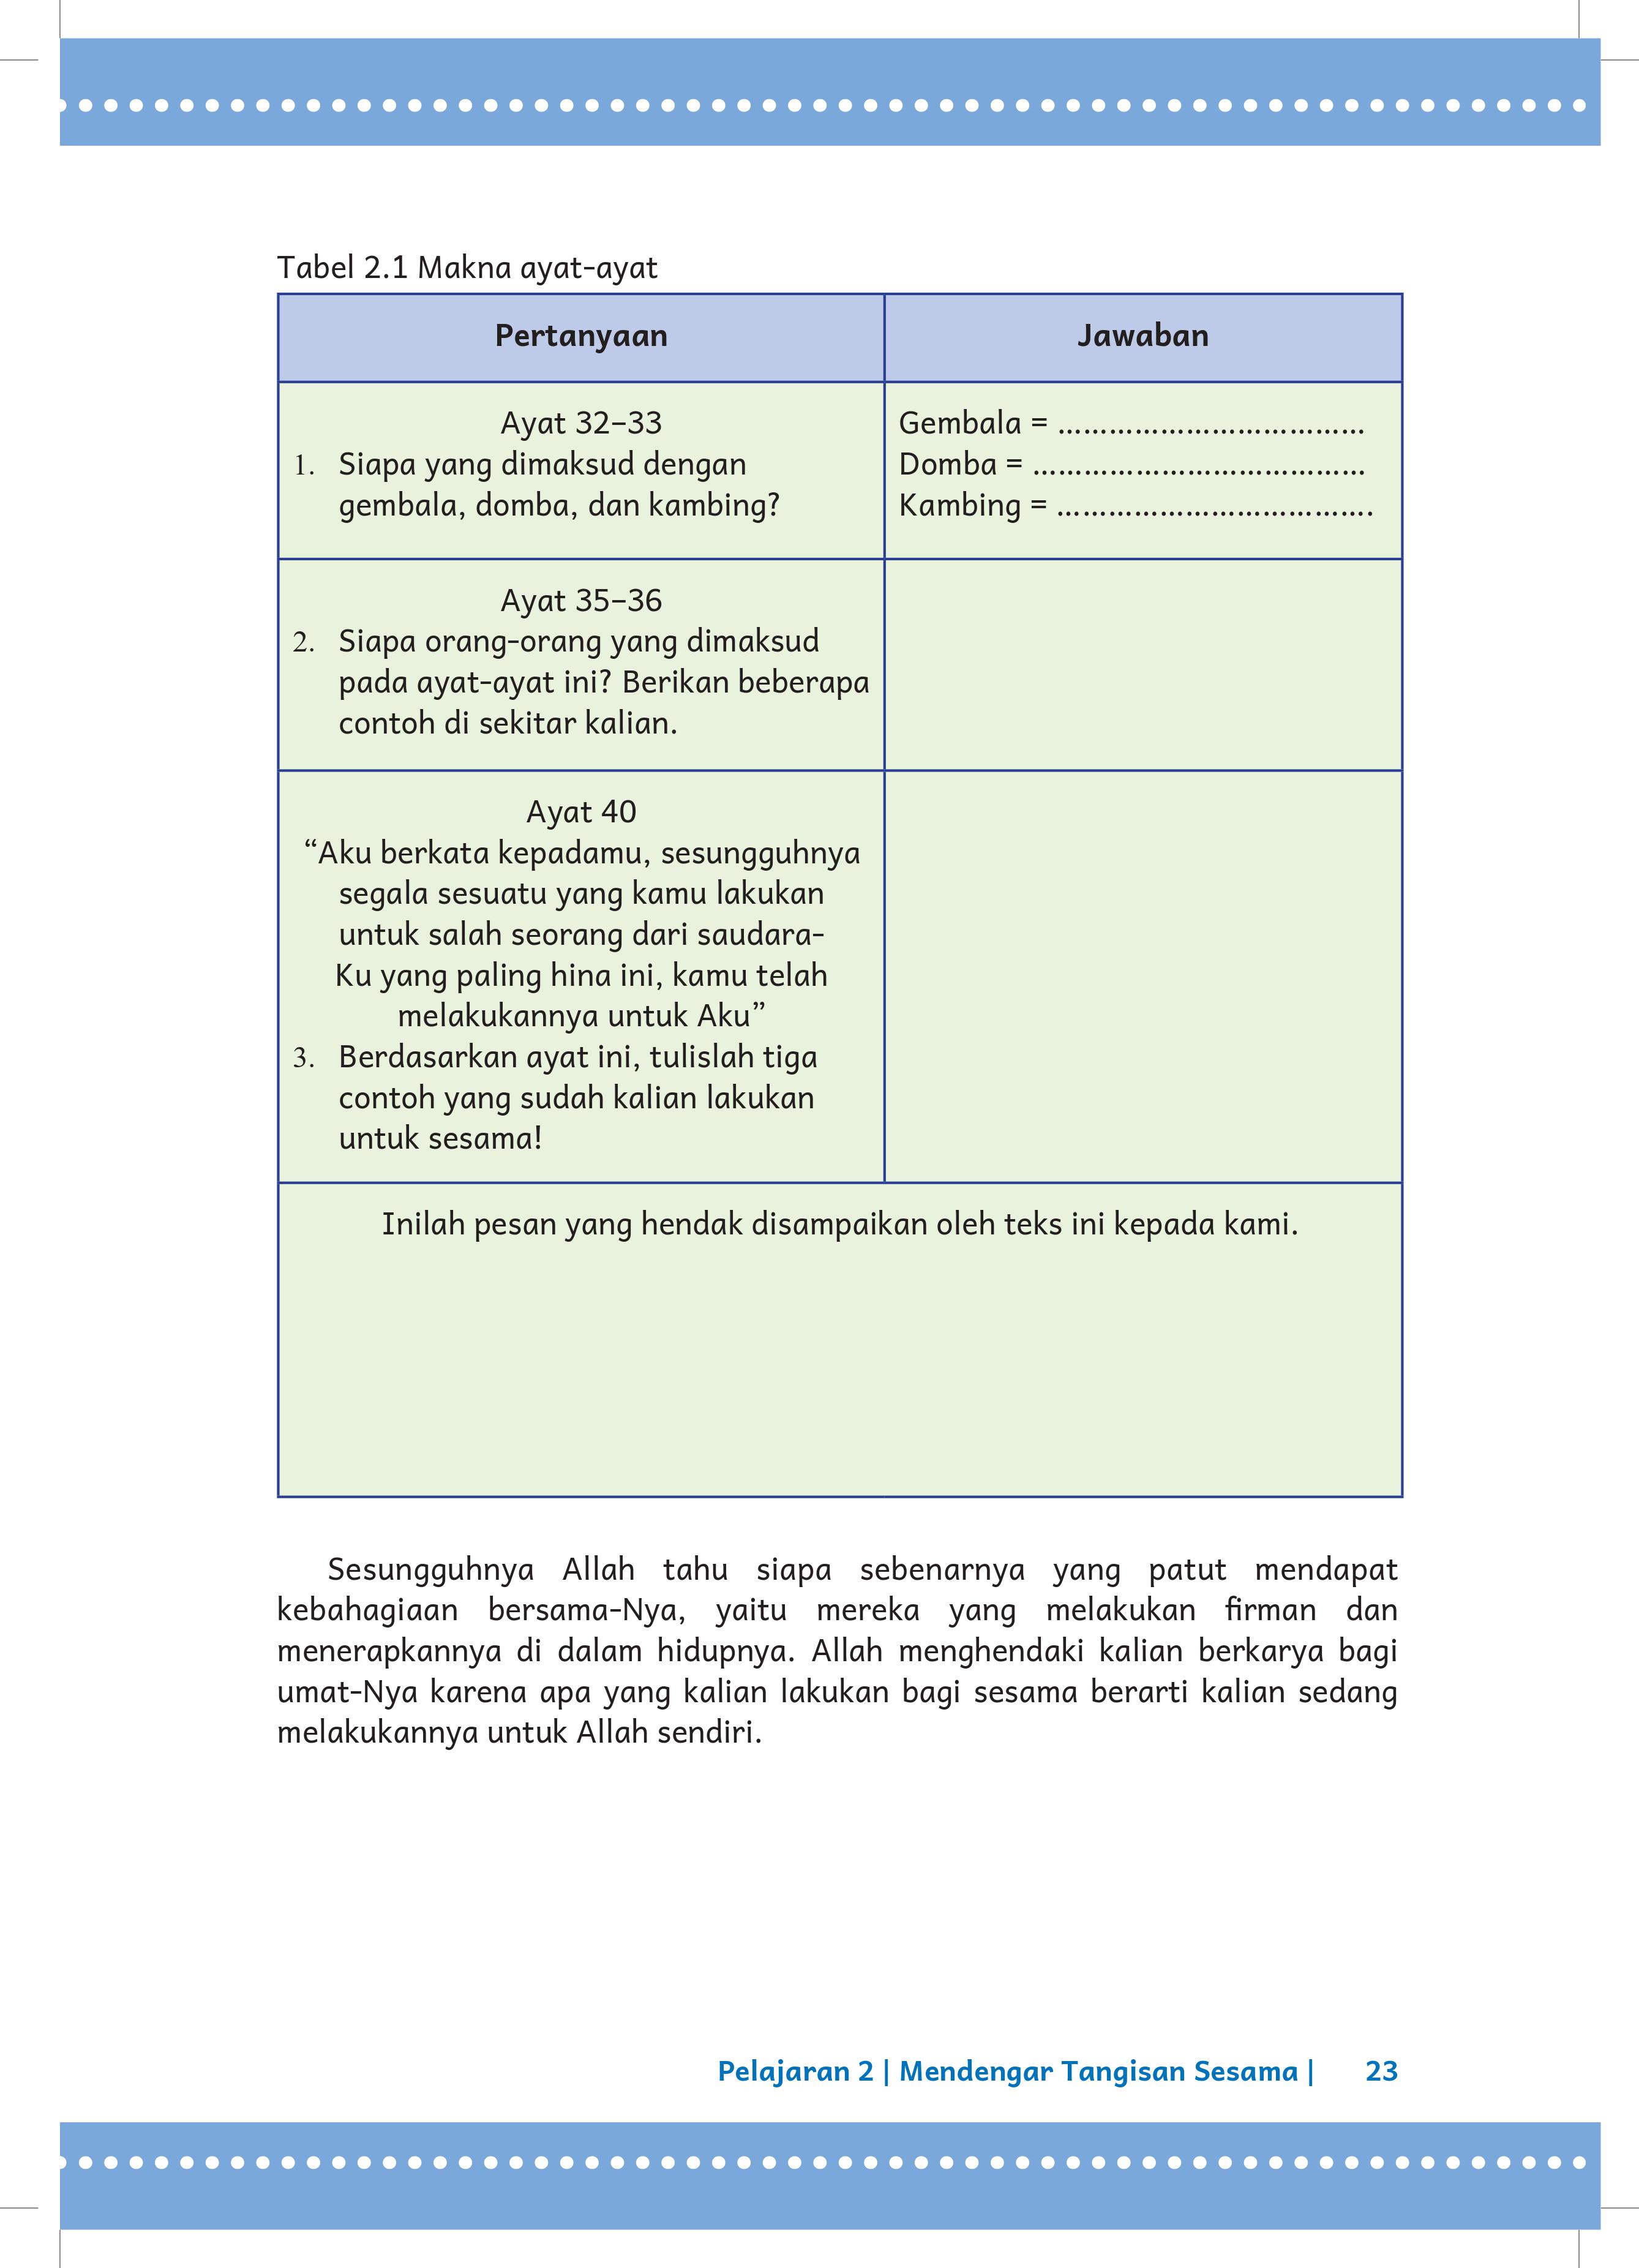 Tabel 2.1 Makna ayat-ayat
Pertanyaan
Jawaban
Ayat 32–33
1. Siapa yang dimaksud dengan
gembala, domba, dan kambing?
Gembala = ....................................
Domba = .......................................
Kambing = .....................................
Ayat 35–36
2. Siapa orang-orang yang dimaksud
pada ayat-ayat ini? Berikan beberapa
contoh di sekitar kalian.
Ayat 40
“Aku berkata kepadamu, sesungguhnya
segala sesuatu yang kamu lakukan
untuk salah seorang dari saudara-
Ku yang paling hina ini, kamu telah
melakukannya untuk Aku”
3. Berdasarkan ayat ini, tulislah tiga
contoh yang sudah kalian lakukan
untuk sesama!
Inilah pesan yang hendak disampaikan oleh teks ini kepada kami.
Sesungguhnya Allah tahu siapa sebenarnya yang patut mendapat
kebahagiaan bersama-Nya, yaitu mereka yang melakukan firman dan
menerapkannya di dalam hidupnya. Allah menghendaki kalian berkarya bagi
umat-Nya karena apa yang kalian lakukan bagi sesama berarti kalian sedang
melakukannya untuk Allah sendiri.
Pelajaran 2 | Mendengar Tangisan Sesama | 23